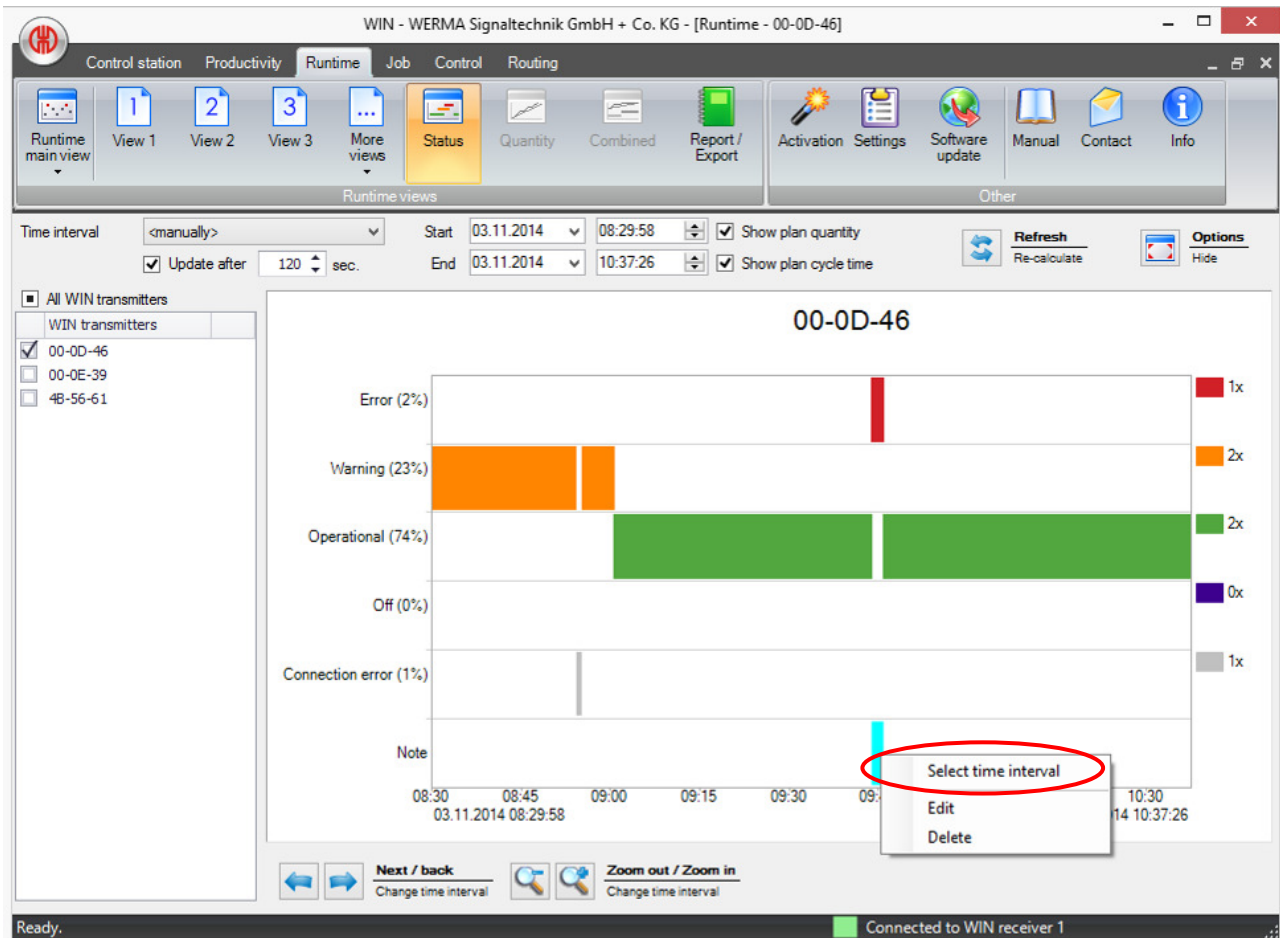 WIN - WERMA Signaltechnik GmbH + Co. KG - [Runtime - 00-0D-46]
Control station Productivity Runtime Job Control Routing
Runtime main view
View 1
View 2
View 3
More views
Status
Quantity
Combined
Report / Export
Activation
Settings
Software update
Manual
Contact
Info
Runtime views
Other
Time interval <manually> Start 03.11.2014 08:29:58 Show plan quantity
Refresh
Re-calculate
Options
Hide
Update after 120 sec. End 03.11.2014 10:37:26 Show plan cycle time
All WIN transmitters
WIN transmitters
00-0D-46
00-0E-39
4B-56-61
00-0D-46
Error (2%) 1x
Warning (23%) 2x
Operational (74%) 2x
Off (0%) 0x
Connection error (1%) 1x
Note
Select time interval
Edit
Delete
08:30 08:45 09:00 09:15 09:30 09: 10:30
03.11.2014 08:29:58 14 10:37:26
Next / back
Change time interval
Zoom out / Zoom in
Change time interval
Ready. Connected to WIN receiver 1